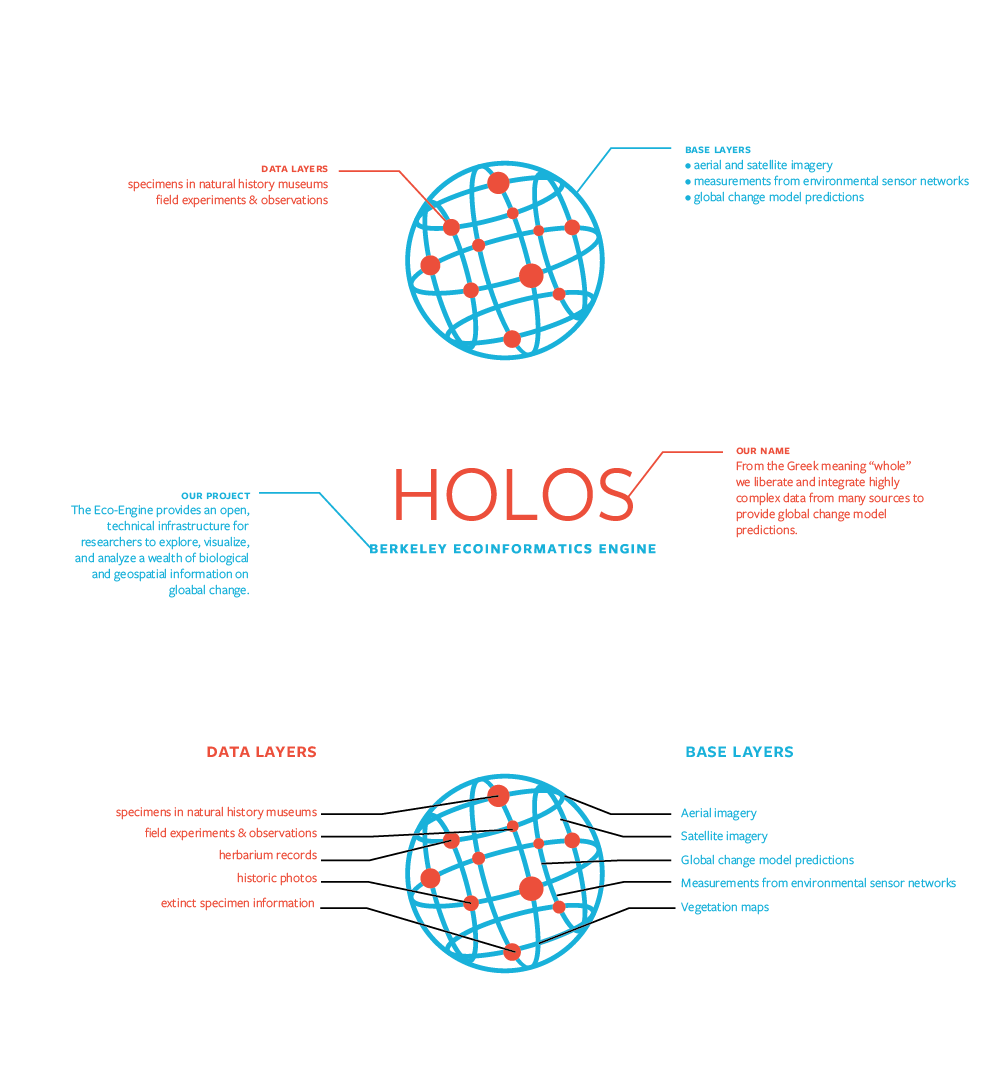 DATA LAYERS
specimens in natural history museums
field experiments & observations
BASE LAYERS
• aerial and satellite imagery
• measurements from environmental sensor networks
• global change model predictions
HOLOS
BERKELEY ECOINFORMATICS ENGINE
OUR NAME
From the Greek meaning “whole”
we liberate and integrate highly
complex data from many sources to
provide global change model
predictions.
OUR PROJECT
The Eco-Engine provides an open,
technical infrastructure for
researchers to explore, visualize,
and analyze a wealth of biological
and geospatial information on
gloabal change.
DATA LAYERS
specimens in natural history museums
field experiments & observations
herbarium records
historic photos
extinct specimen information
BASE LAYERS
Aerial imagery
Satellite imagery
Global change model predictions
Measurements from environmental sensor networks
Vegetation maps